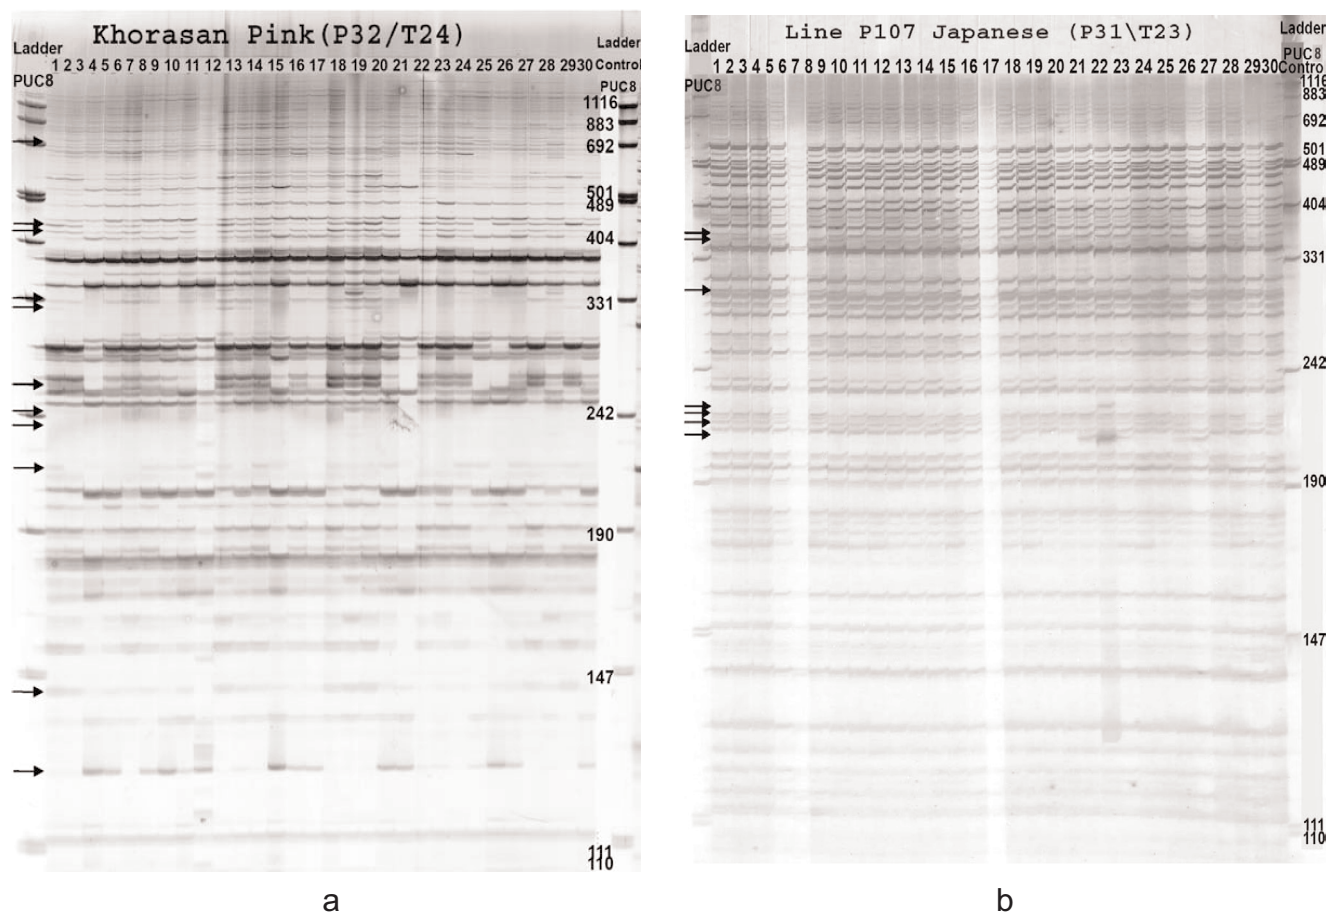 Khorasan Pink(P32/T24)
Ladder
Ladder
1 2 3 4 5 6 7 8 9 10 11 12 13 14 15 16 17 18 19 20 21 22 23 24 25 26 27 28 29 30
Control
PUC8
PUC8
1116
883
692
501
489
404
331
242
190
147
111
110
a
Line P107 Japanese (P31\T23)
Ladder
Ladder
PUC8
1 2 3 4 5 6 7 8 9 10 11 12 13 14 15 16 17 18 19 20 21 22 23 24 25 26 27 28 29 30
Contro
PUC8
1116
883
692
501
489
404
331
242
190
147
111
110
b